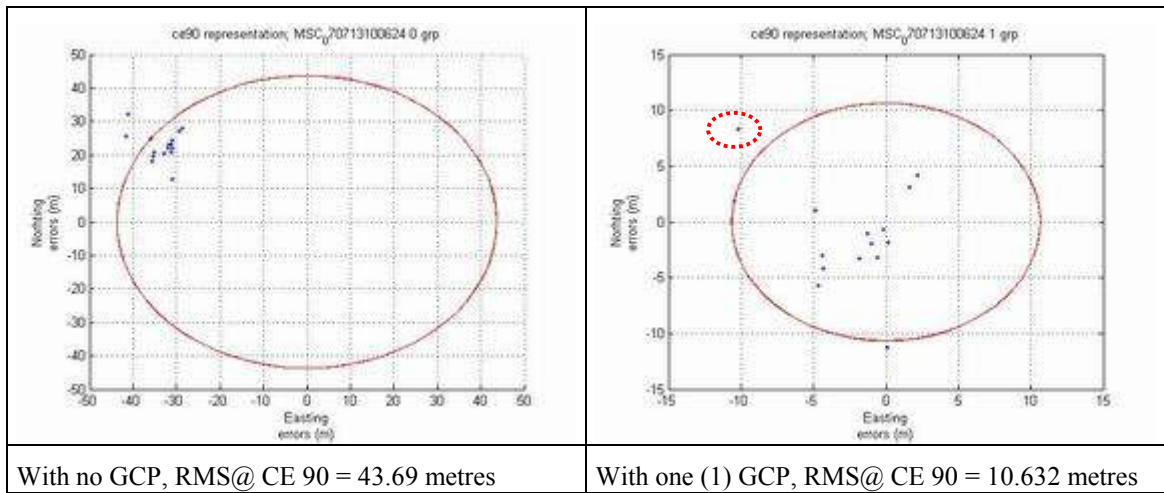 ce90 representation; MSC_070713100624 0 grp
50
40
30
20
10
0
10
20
-30
-40
50
-50 -40 -30 -20 -10 0 10 20 30 40 50
Norhting
errors (m)
Easting
errors (m)
With no GCP, RMS@ CE 90 = 43.69 metres
ce90 representation; MSC_070713100624 1 grp
15
10
5
0
-5
-10
-15
-15 -10 -5 0 5 10 15
Norhting
errors (m)
Easting
errors (m)
With one (1) GCP, RMS@ CE 90 = 10.632 metres